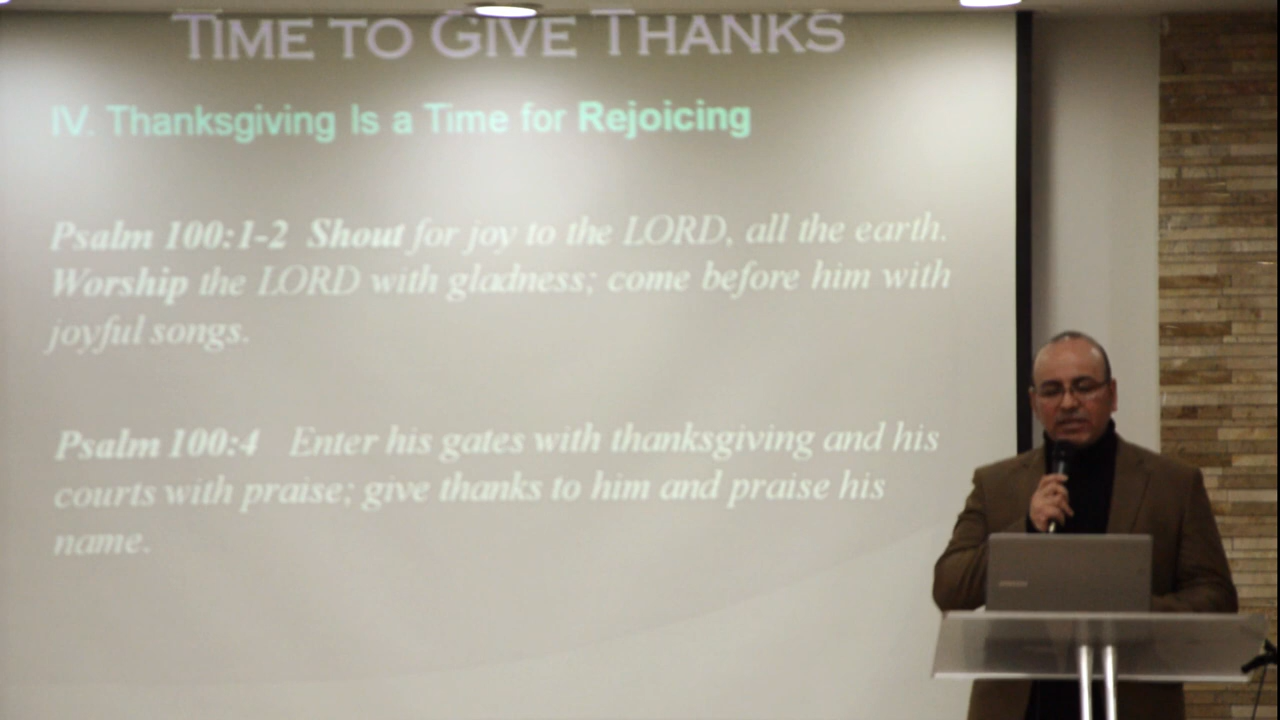 TIME TO GIVE THANKS
IV. Thanksgiving Is a Time for Rejoicing
Psalm 100:1-2 Shout for joy to the LORD, all the earth.
Worship the LORD with gladness; come before him with
joyful songs.
Psalm 100:4 Enter his gates with thanksgiving and his
courts with praise; give thanks to him and praise his
name.